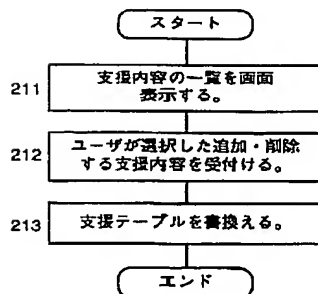 スタート
211
支援内容の一覧を画面
表示する。
212
ユーザが選択した追加・削除
する支援内容を受付ける。
213
支援テーブルを書換える。
エンド